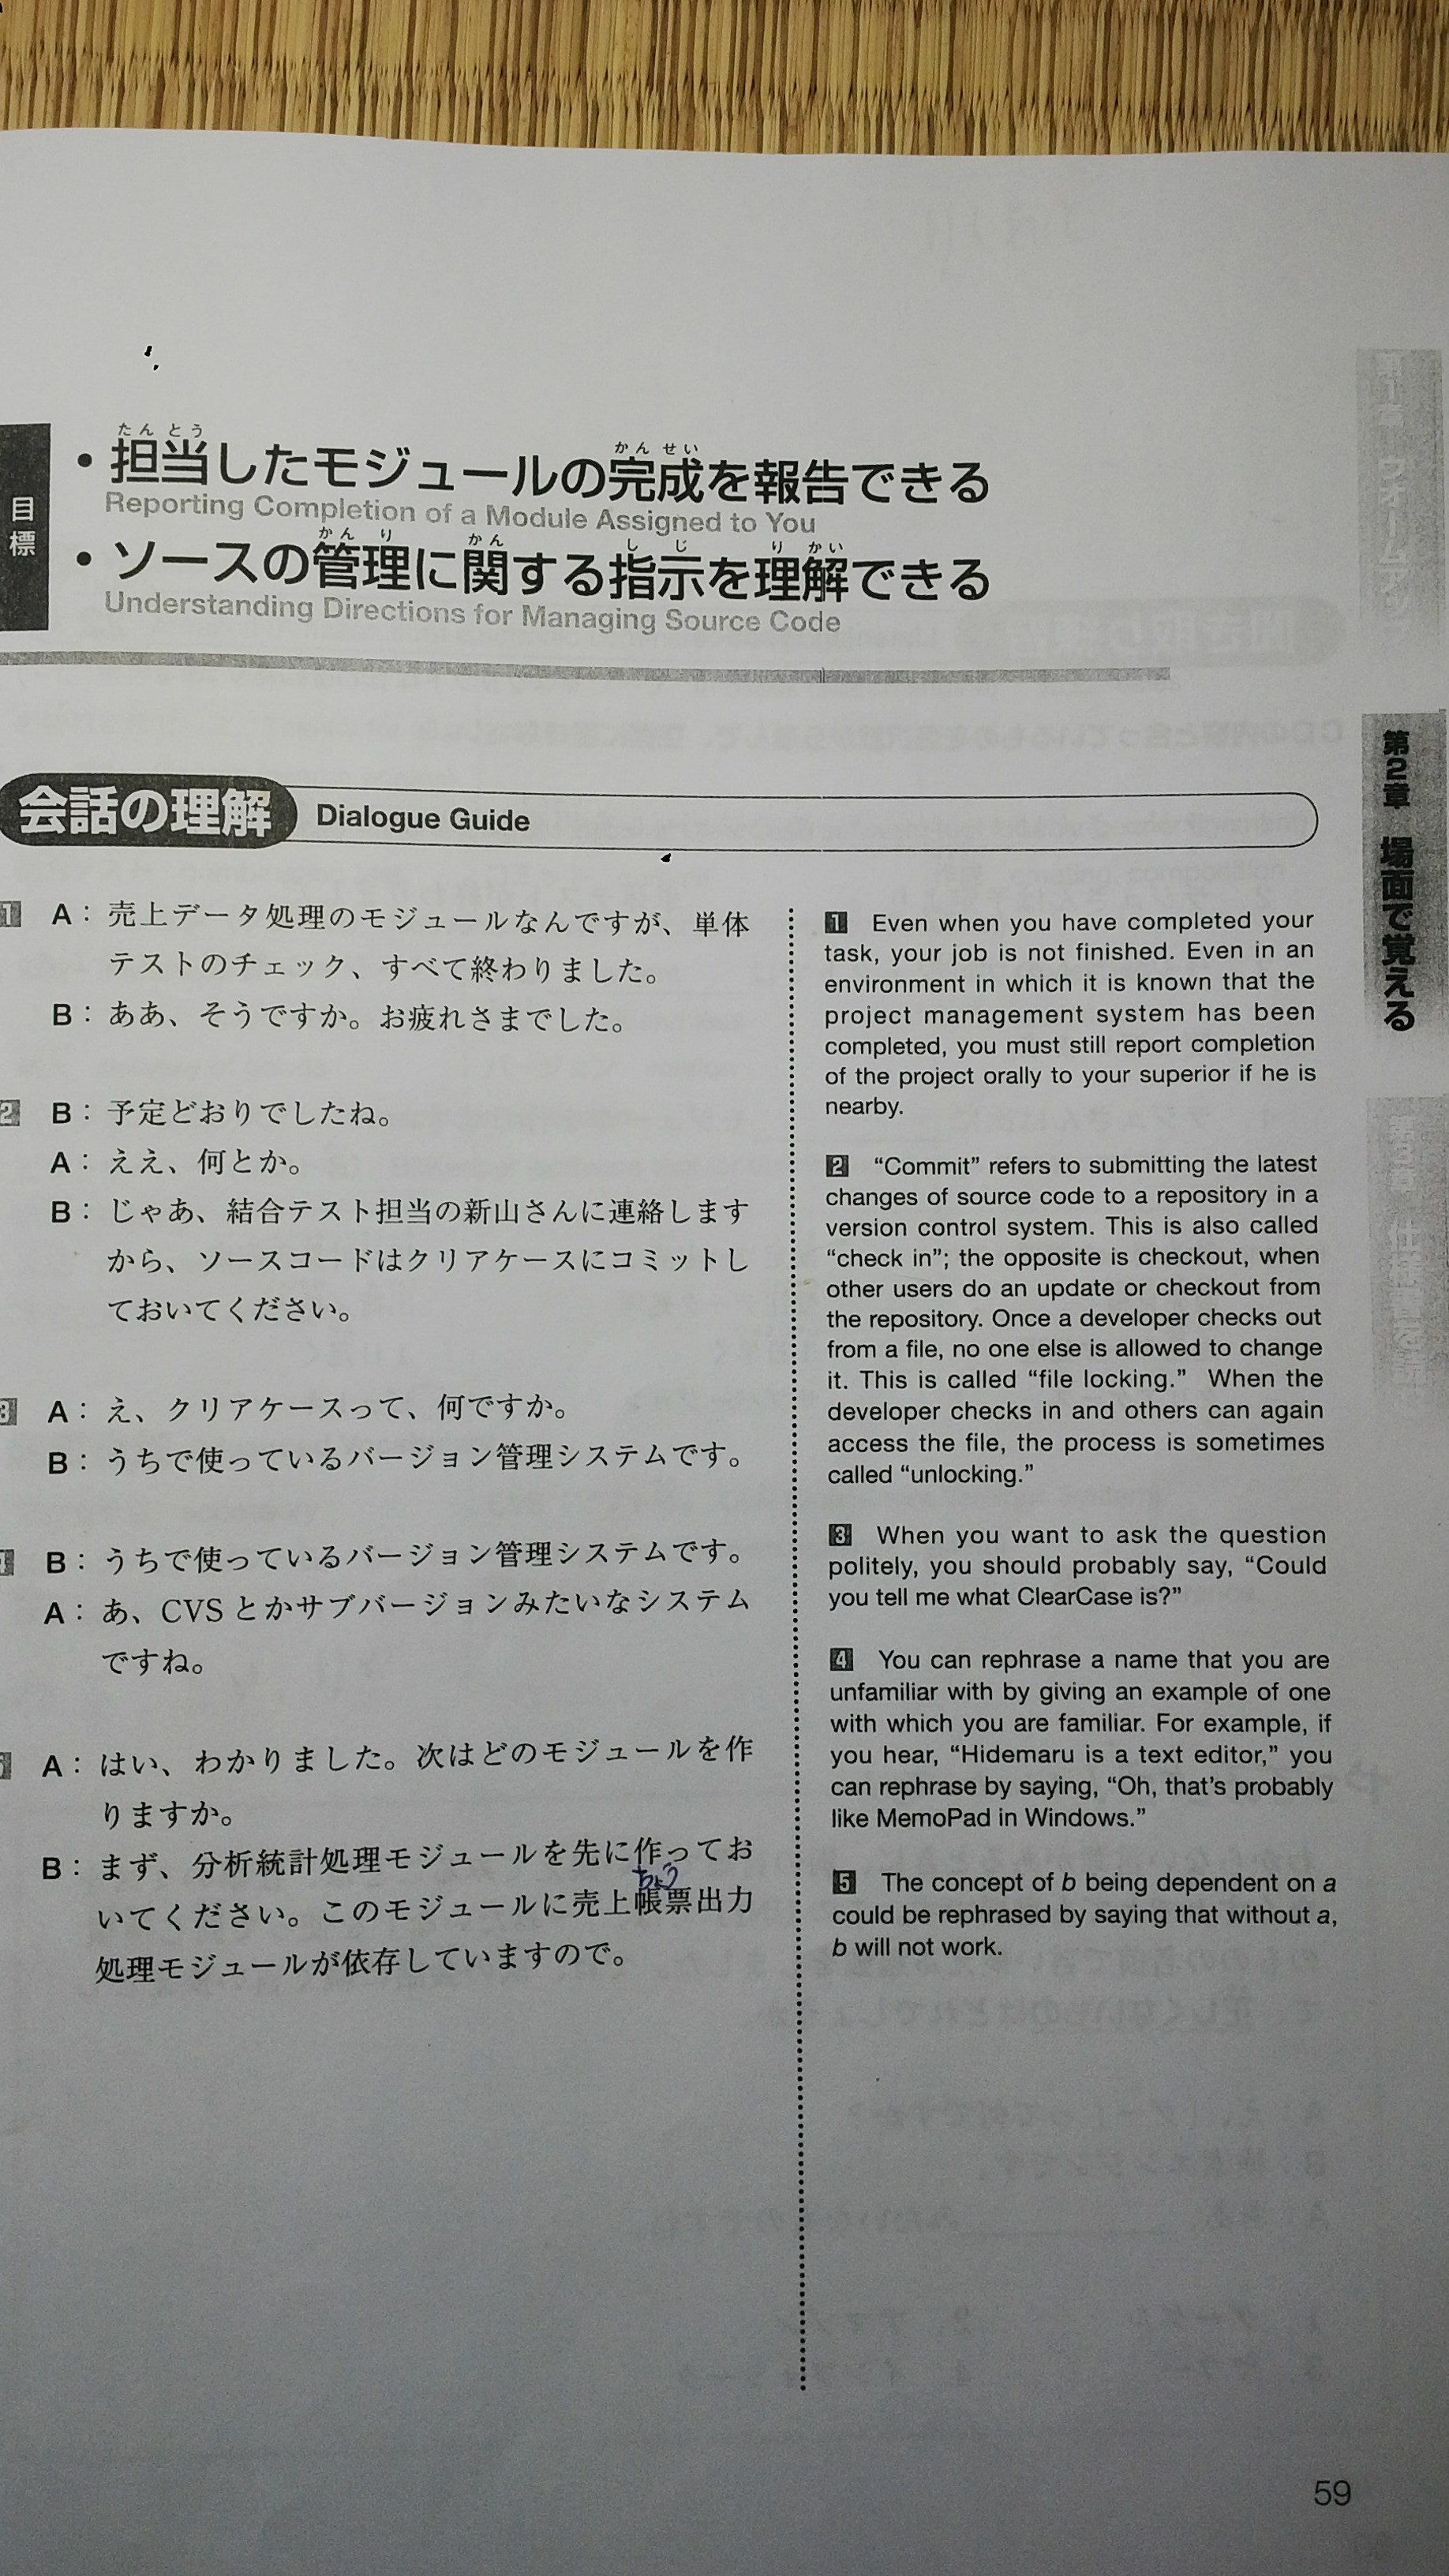 目標
・担当したモジュールの完成を報告できる
たんとう
かんせい
Reporting Completion of a Module Assigned to You
・ソースの管理に関する指示を理解できる
かんり
かん
しじ
りかい
Understanding Directions for Managing Source Code
会話の理解 Dialogue Guide
1 A：売上データ処理のモジュールなんですが、単体
テストのチェック、すべて終わりました。
B：ああ、そうですか。お疲れさまでした。
2 B：予定どおりでしたね。
A：ええ、何とか。
B：じゃあ、結合テスト担当の新山さんに連絡します
から、ソースコードはクリアケースにコミットし
ておいてください。
3 A：え、クリアケースって、何ですか。
B：うちで使っているバージョン管理システムです。
4 B：うちで使っているバージョン管理システムです。
A：あ、CVSとかサブバージョンみたいなシステム
ですね。
5 A：はい、わかりました。次はどのモジュールを作
りますか。
B：まず、分析統計処理モジュールを先に作ってお
いてください。このモジュールに売上帳票出力
処理モジュールが依存していますので。
1 Even when you have completed your
task, your job is not finished. Even in an
environment in which it is known that the
project management system has been
completed, you must still report completion
of the project orally to your superior if he is
nearby.
2 “Commit” refers to submitting the latest
changes of source code to a repository in a
version control system. This is also called
“check in”; the opposite is checkout, when
other users do an update or checkout from
the repository. Once a developer checks out
from a file, no one else is allowed to change
it. This is called “file locking.” When the
developer checks in and others can again
access the file, the process is sometimes
called “unlocking.”
3 When you want to ask the question
politely, you should probably say, “Could
you tell me what ClearCase is?”
4 You can rephrase a name that you are
unfamiliar with by giving an example of one
with which you are familiar. For example, if
you hear, “Hidemaru is a text editor,” you
can rephrase by saying, “Oh, that's probably
like MemoPad in Windows.”
5 The concept of b being dependent on a
could be rephrased by saying that without a,
b will not work.
第2章
場面で覚える
59